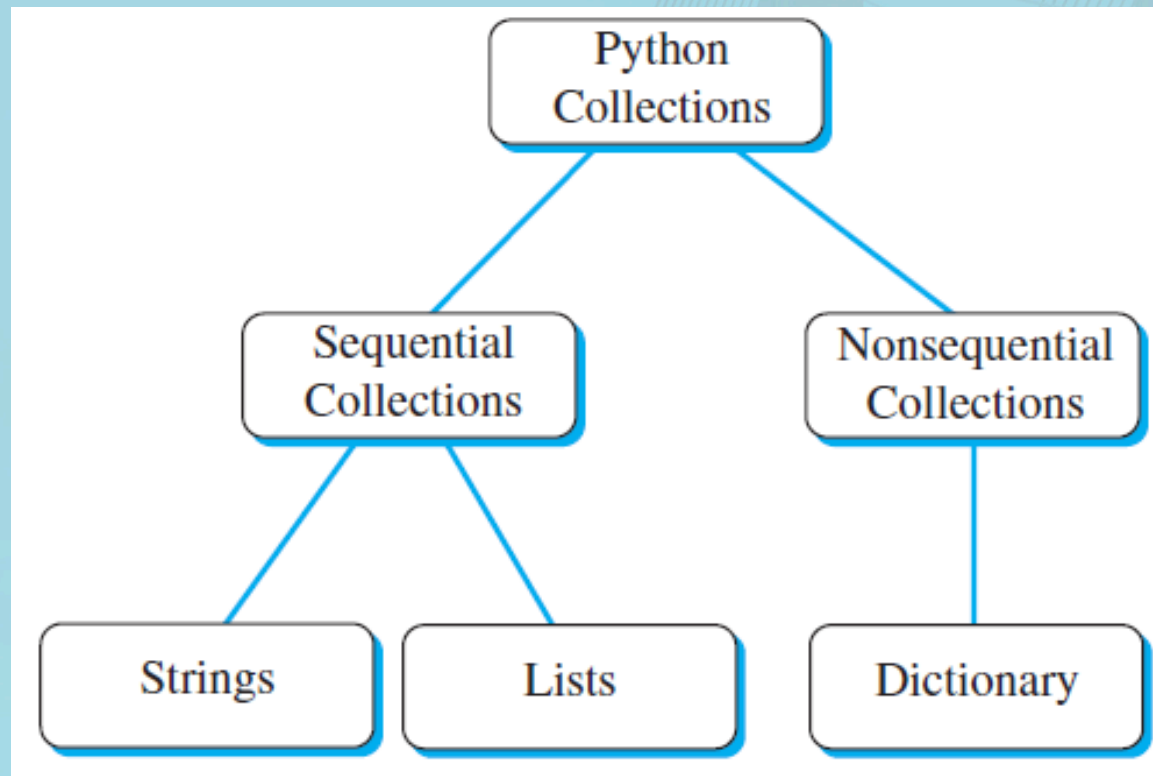 Python
Collections
Sequential
Collections
Nonsequential
Collections
Strings
Lists
Dictionary